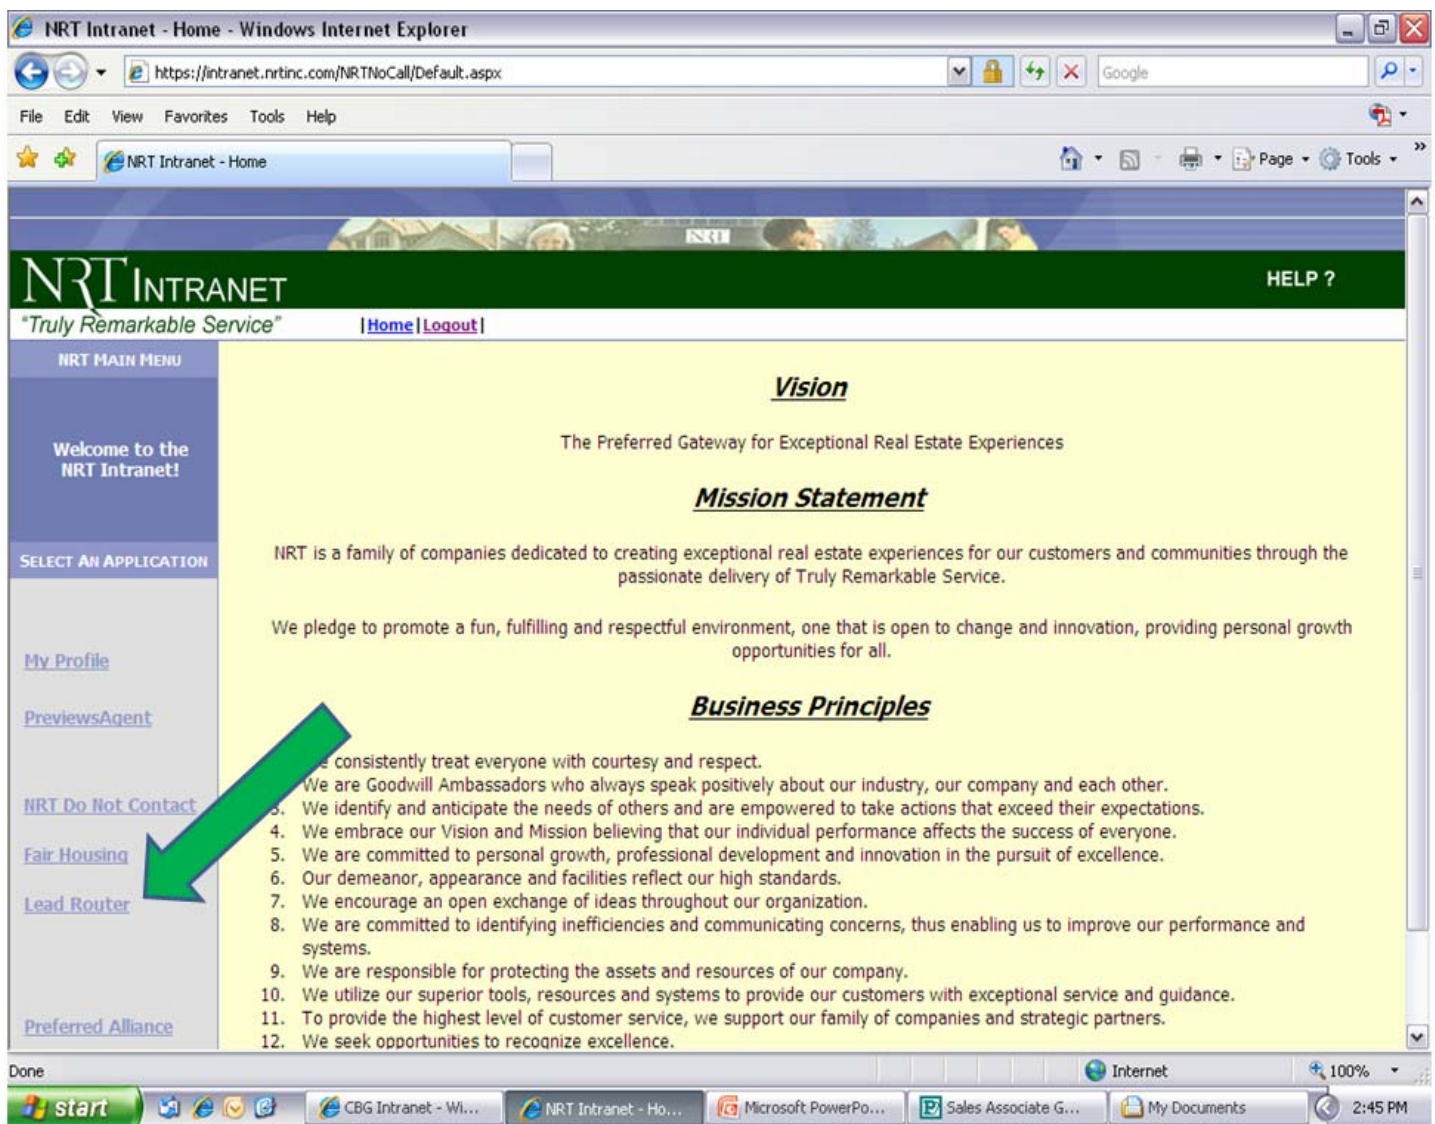 NRT Intranet - Home - Windows Internet Explorer
https://intranet.nrtinc.com/NRTNoCall/Default.aspx
Google
File Edit View Favorites Tools Help
NRT Intranet - Home
Page Tools »
NRT
NRT INTRANET
HELP ?
"Truly Remarkable Service"
|Home|Logout|
NRT MAIN MENU
Welcome to the
NRT Intranet!
SELECT AN APPLICATION
My Profile
PreviewsAgent
NRT Do Not Contact
Fair Housing
Lead Router
Preferred Alliance
Vision
The Preferred Gateway for Exceptional Real Estate Experiences
Mission Statement
NRT is a family of companies dedicated to creating exceptional real estate experiences for our customers and communities through the
passionate delivery of Truly Remarkable Service.
We pledge to promote a fun, fulfilling and respectful environment, one that is open to change and innovation, providing personal growth
opportunities for all.
Business Principles
consistently treat everyone with courtesy and respect.
We are Goodwill Ambassadors who always speak positively about our industry, our company and each other.
3. We identify and anticipate the needs of others and are empowered to take actions that exceed their expectations.
4. We embrace our Vision and Mission believing that our individual performance affects the success of everyone.
5. We are committed to personal growth, professional development and innovation in the pursuit of excellence.
6. Our demeanor, appearance and facilities reflect our high standards.
7. We encourage an open exchange of ideas throughout our organization.
8. We are committed to identifying inefficiencies and communicating concerns, thus enabling us to improve our performance and
systems.
9. We are responsible for protecting the assets and resources of our company.
10. We utilize our superior tools, resources and systems to provide our customers with exceptional service and guidance.
11. To provide the highest level of customer service, we support our family of companies and strategic partners.
12. We seek opportunities to recognize excellence.
Done
Internet
100%
start
CBG Intranet - Wi...
NRT Intranet - Ho...
Microsoft PowerPo...
Sales Associate G...
My Documents
2:45 PM